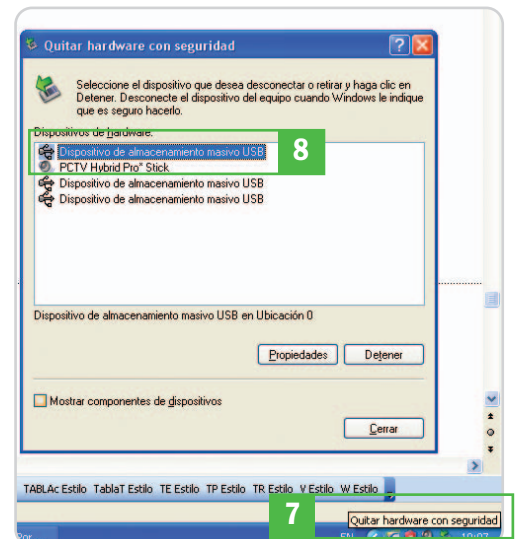 Quitar hardware con seguridad
Seleccione el dispositivo que desea desconectar o retirar y haga clic en
Detener. Desconecte el dispositivo del equipo cuando Windows le indique
que es seguro hacerlo.
Dispositivos de hardware:
Dispositivo de almacenamiento masivo USB
8
PCTV Hybrid Pro" Stick
Dispositivo de almacenamiento masivo USB
Dispositivo de almacenamiento masivo USB
Dispositivo de almacenamiento masivo USB en Ubicación 0
Propiedades Detener
Mostrar componentes de dispositivos
Cerrar
TABLAc Estilo TablaT Estilo TE Estilo TP Estilo TR Estilo V Estilo W Estilo
7
Quitar hardware con seguridad
Por
EN